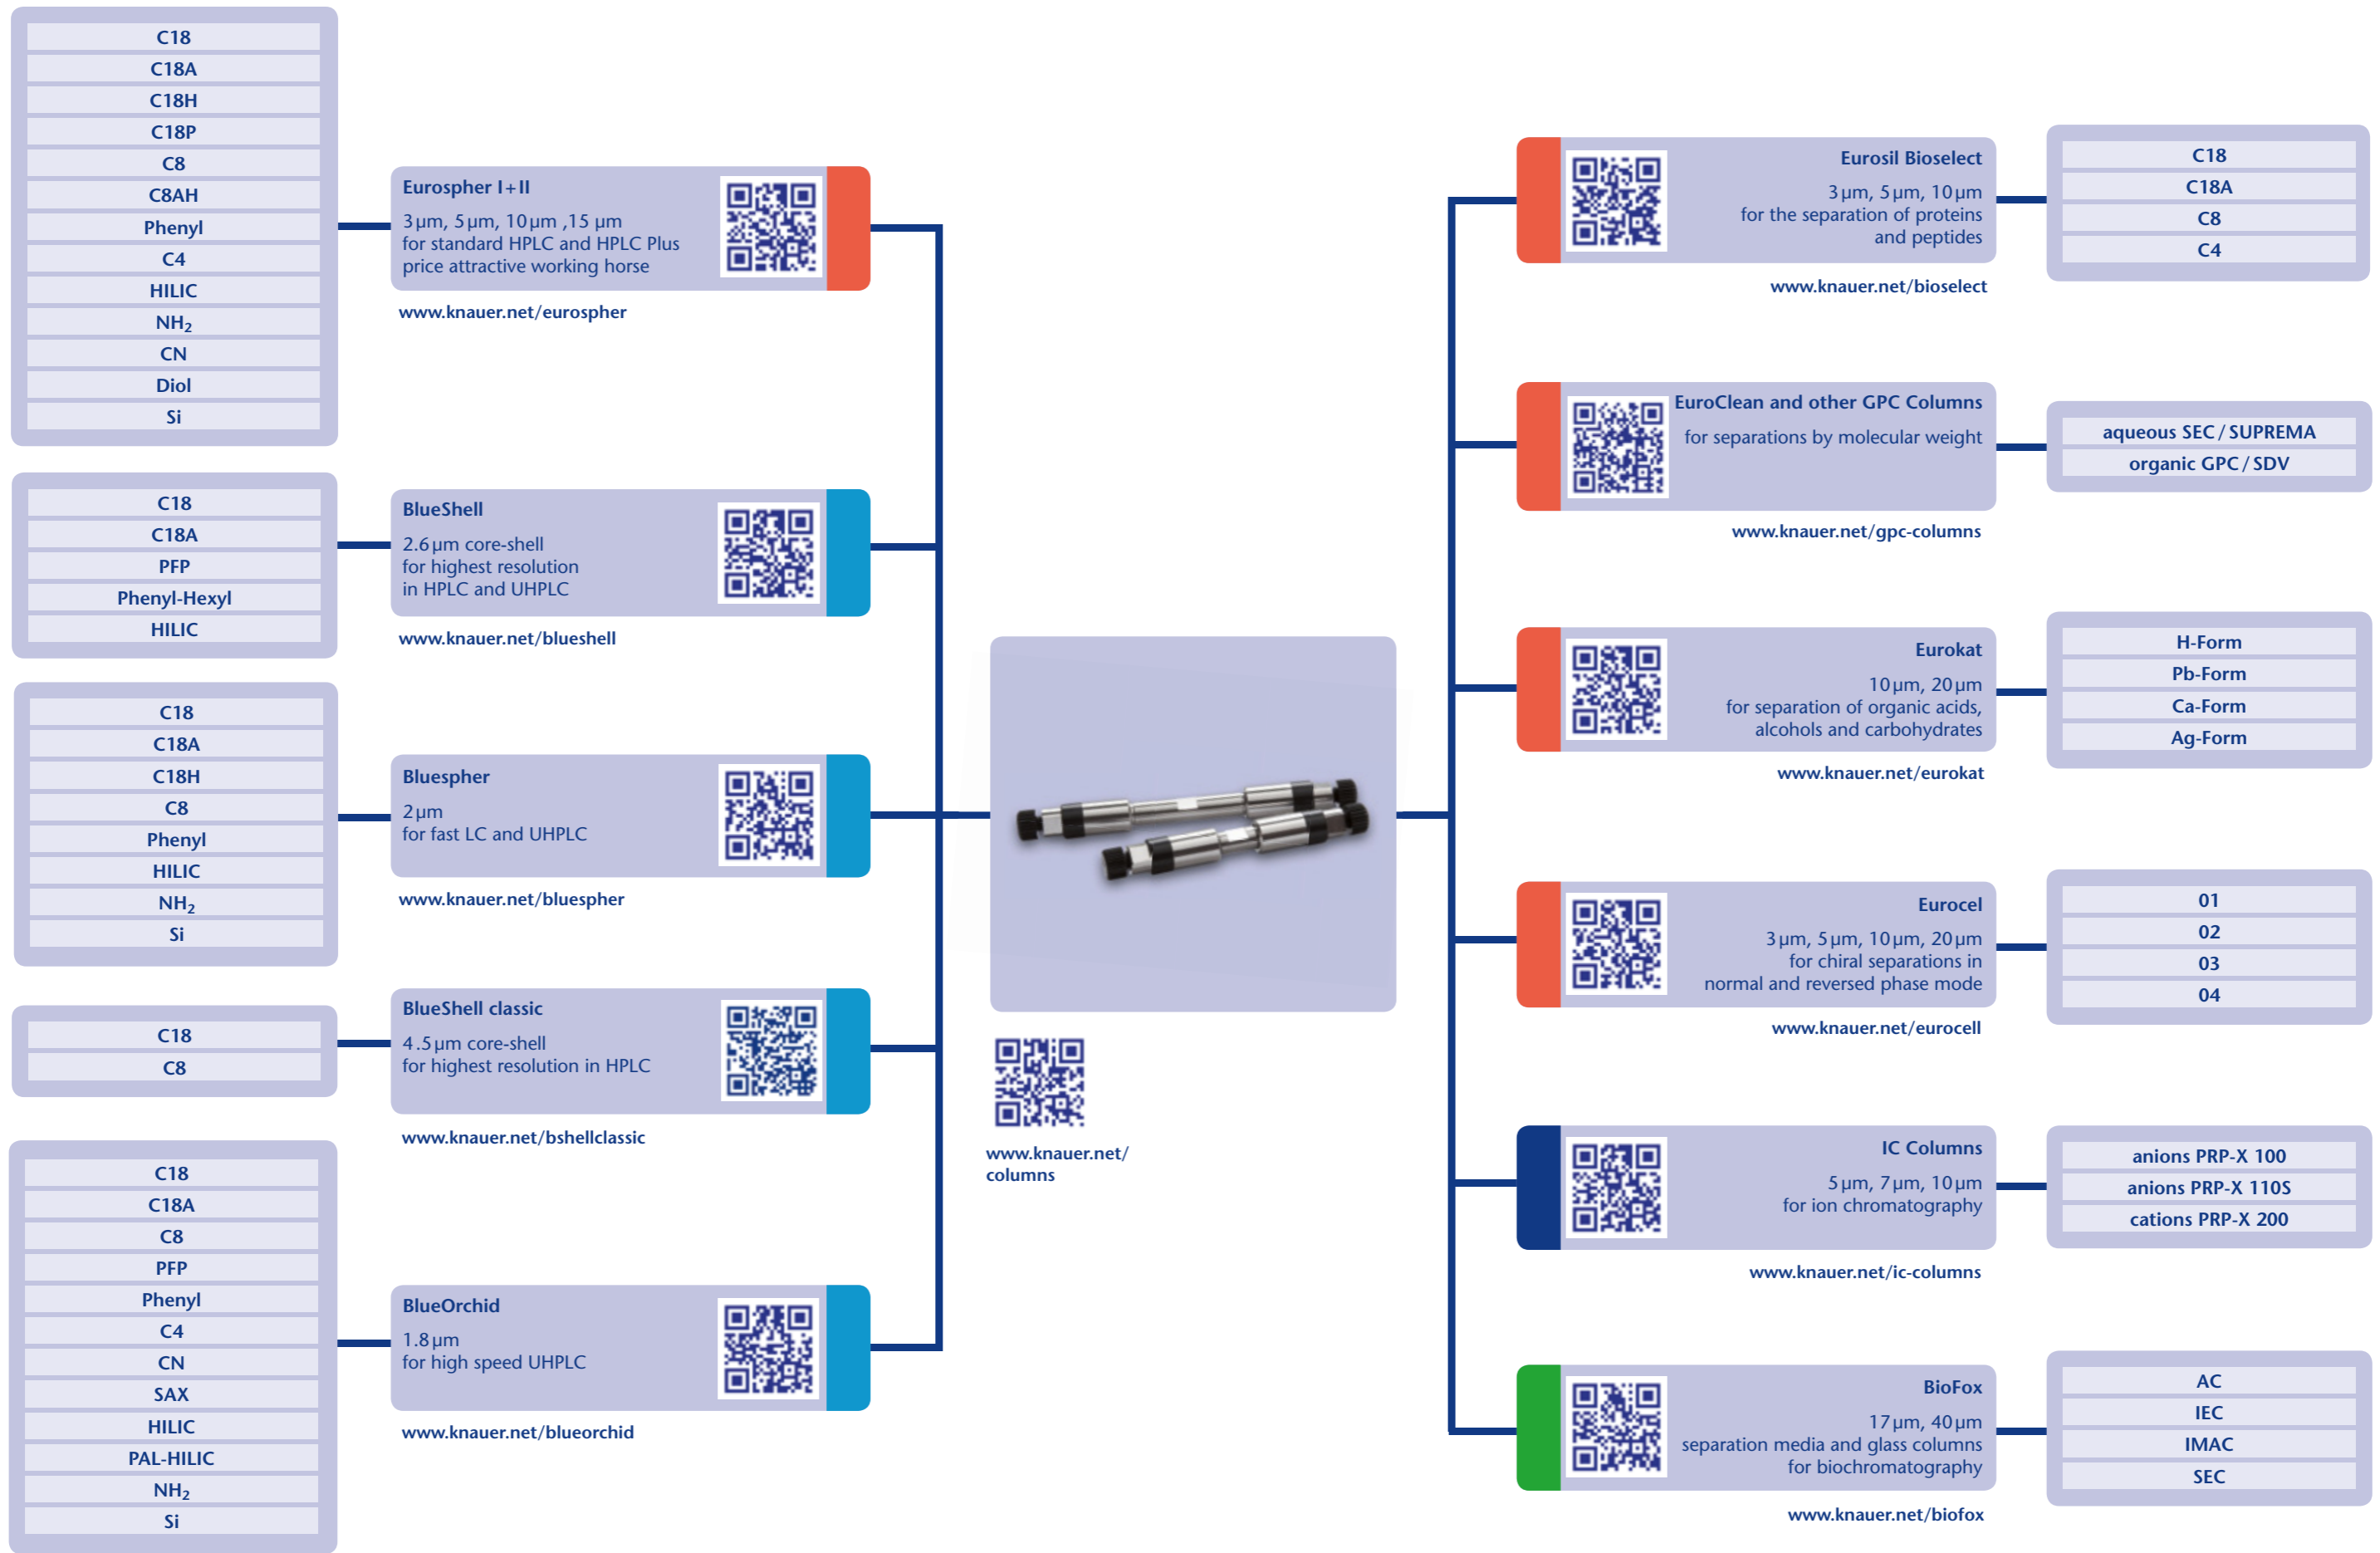 C18
C18A
C18H
C18P
C8
C8AH
Phenyl
C4
HILIC
NH₂
CN
Diol
Si
Eurospher I+II
3 µm, 5 µm, 10 µm ,15 µm
for standard HPLC and HPLC Plus
price attractive working horse
www.knauer.net/eurospher
C18
C18A
PFP
Phenyl-Hexyl
HILIC
BlueShell
2.6 µm core-shell
for highest resolution
in HPLC and UHPLC
www.knauer.net/blueshell
C18
C18A
C18H
C8
Phenyl
HILIC
NH₂
Si
Bluespher
2 µm
for fast LC and UHPLC
www.knauer.net/bluespher
C18
C8
BlueShell classic
4.5 µm core-shell
for highest resolution in HPLC
www.knauer.net/bshellclassic
C18
C18A
C8
PFP
Phenyl
C4
CN
SAX
HILIC
PAL-HILIC
NH₂
Si
BlueOrchid
1.8 µm
for high speed UHPLC
www.knauer.net/blueorchid
www.knauer.net/
columns
Eurosil Bioselect
3 µm, 5 µm, 10 µm
for the separation of proteins
and peptides
www.knauer.net/bioselect
C18
C18A
C8
C4
EuroClean and other GPC Columns
for separations by molecular weight
www.knauer.net/gpc-columns
aqueous SEC / SUPREMA
organic GPC / SDV
Eurokat
10 µm, 20 µm
for separation of organic acids,
alcohols and carbohydrates
www.knauer.net/eurokat
H-Form
Pb-Form
Ca-Form
Ag-Form
Eurocel
3 µm, 5 µm, 10 µm, 20 µm
for chiral separations in
normal and reversed phase mode
www.knauer.net/eurocell
01
02
03
04
IC Columns
5 µm, 7 µm, 10 µm
for ion chromatography
www.knauer.net/ic-columns
anions PRP-X 100
anions PRP-X 110S
cations PRP-X 200
BioFox
17 µm, 40 µm
separation media and glass columns
for biochromatography
www.knauer.net/biofox
AC
IEC
IMAC
SEC